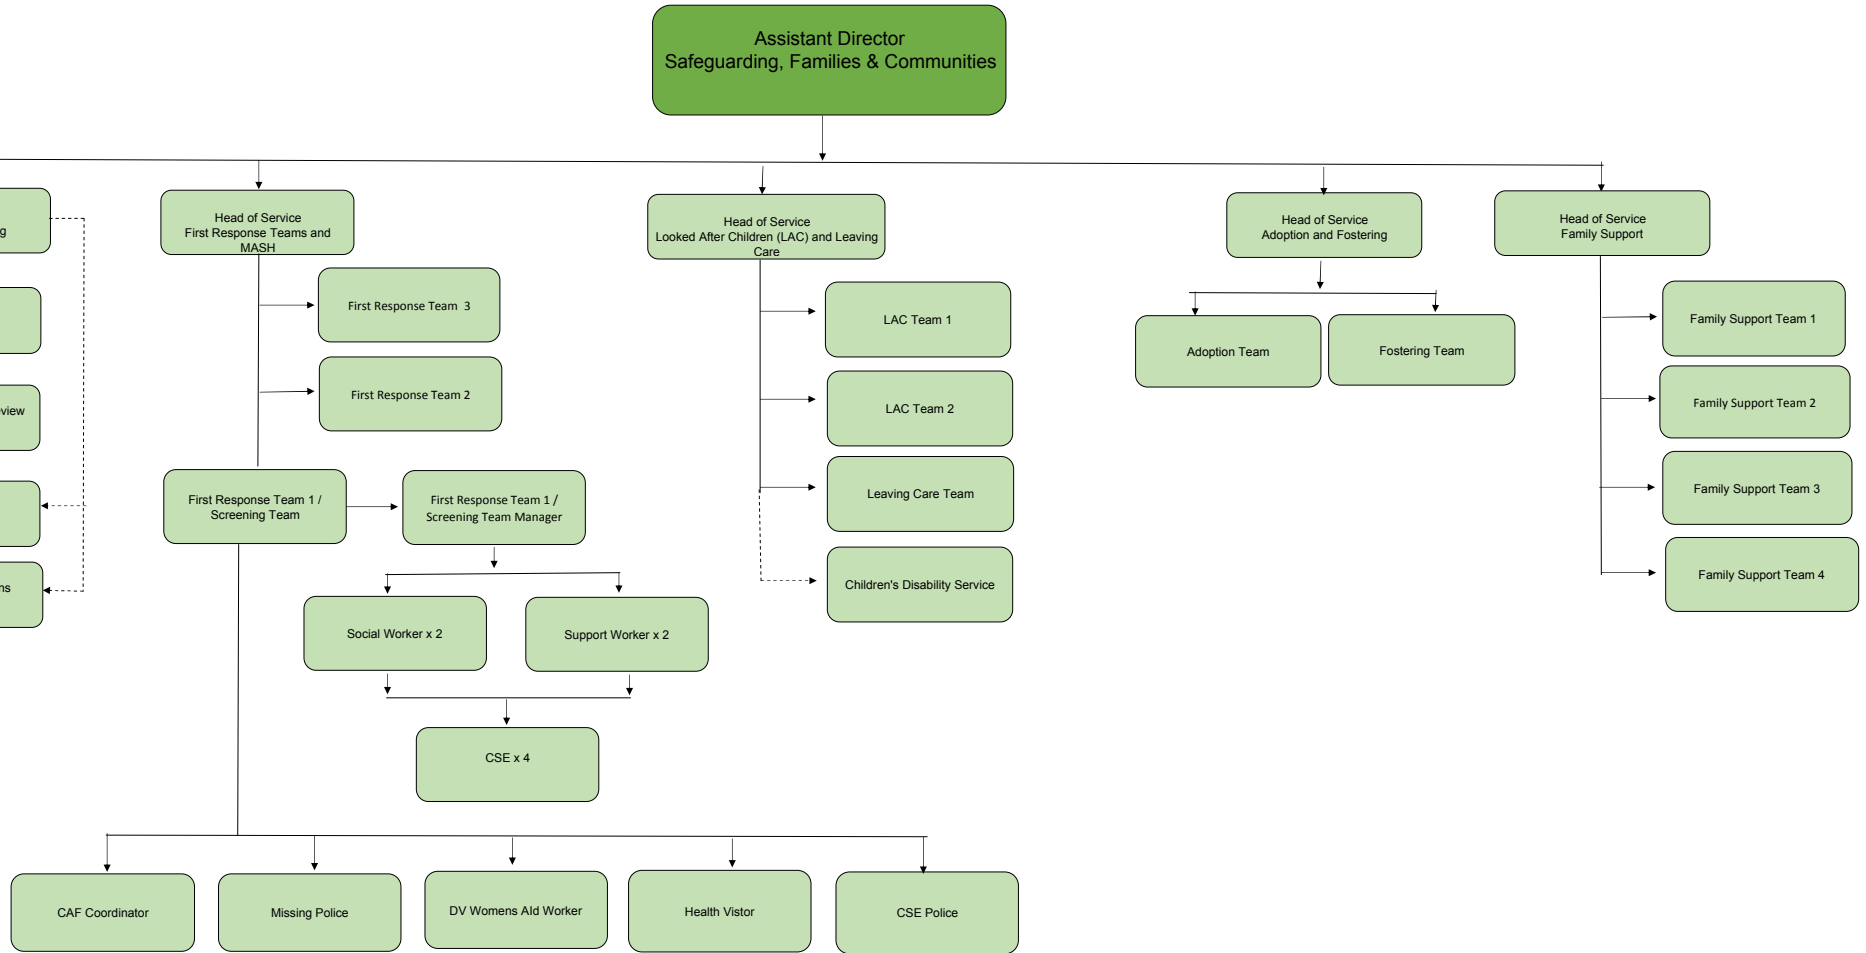 Assistant Director
Safeguarding, Families & Communities
Head of Service
First Response Teams and
MASH
Head of Service
Looked After Children (LAC) and Leaving
Care
Head of Service
Adoption and Fostering
Head of Service
Family Support
First Response Team 3
First Response Team 2
LAC Team 1
LAC Team 2
Leaving Care Team
Children's Disability Service
Adoption Team
Fostering Team
Family Support Team 1
Family Support Team 2
Family Support Team 3
Family Support Team 4
First Response Team 1 /
Screening Team
First Response Team 1 /
Screening Team Manager
Social Worker x 2
Support Worker x 2
CSE x 4
CAF Coordinator
Missing Police
DV Womens AId Worker
Health Vistor
CSE Police